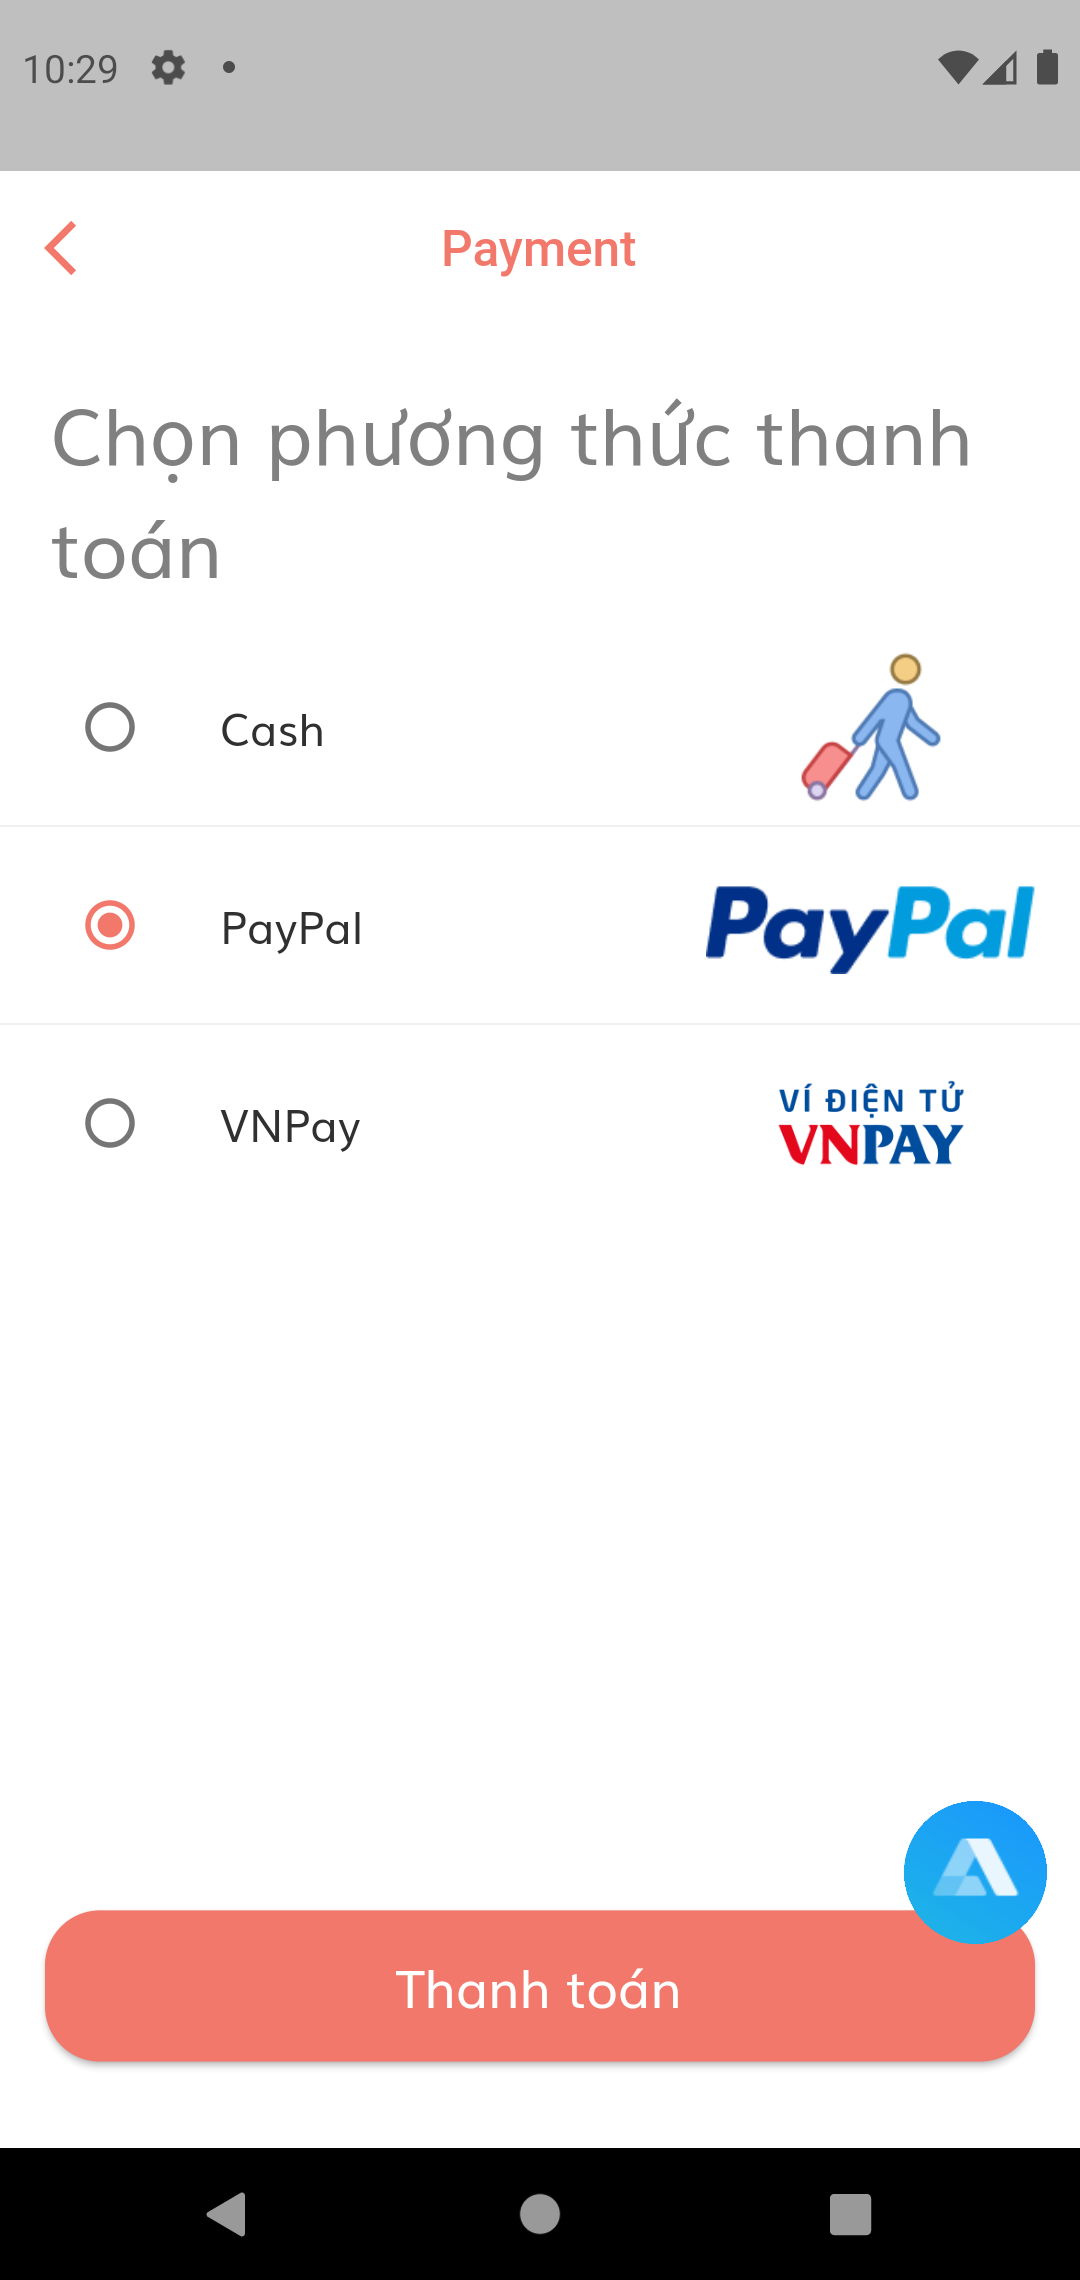 10:29
Payment
Chọn phương thức thanh
toán
Cash
PayPal
PayPal
VÍ ĐIỆN TỬ
VNPay
VNPAY
Thanh toán